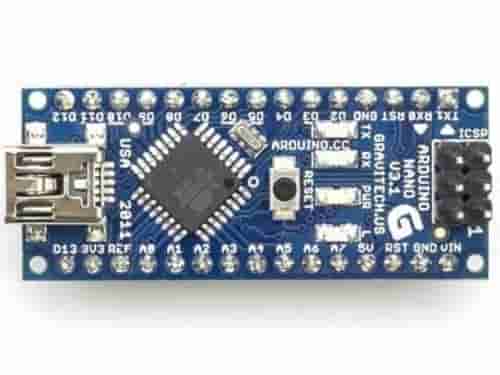 D12 D11 D10 D9 D8 D7 D6 D5 D4 D3 D2 GND RST RX0 TX1
TX
RX
PWR
L
ARDUINO.CC
RESET
USA
2011
GRAVITECH.US
ARDUINO
NANO
V3.1
ICSP
1
G
D13 3V3 REF A0 A1 A2 A3 A4 A5 A6 A7 5V RST GND VIN